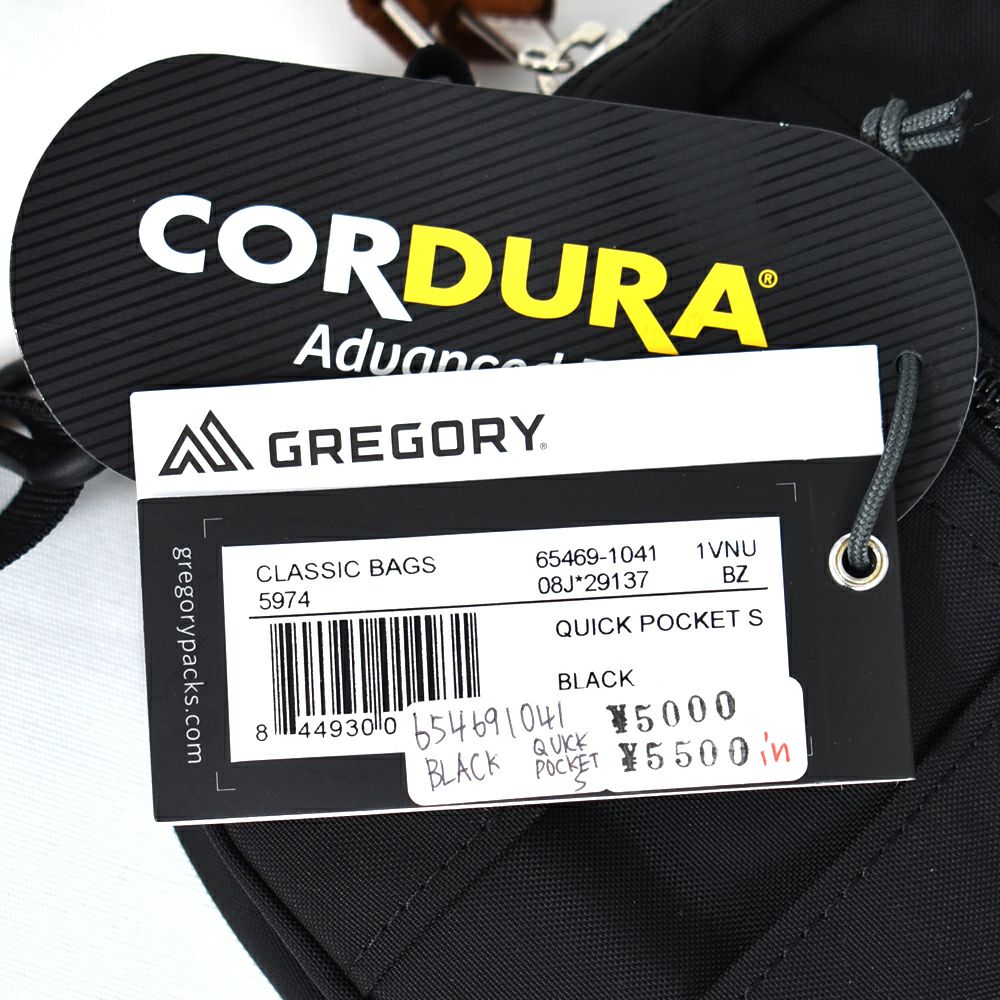 CORDURA®
Advanced
GREGORY®
gregorypacks.com
CLASSIC BAGS 65469-1041 1VNU
5974 08J*29137 BZ
QUICK POCKET S
BLACK
8 44930 0
654691041 ¥5000
BLACK QUICK POCKET S ¥5500 in